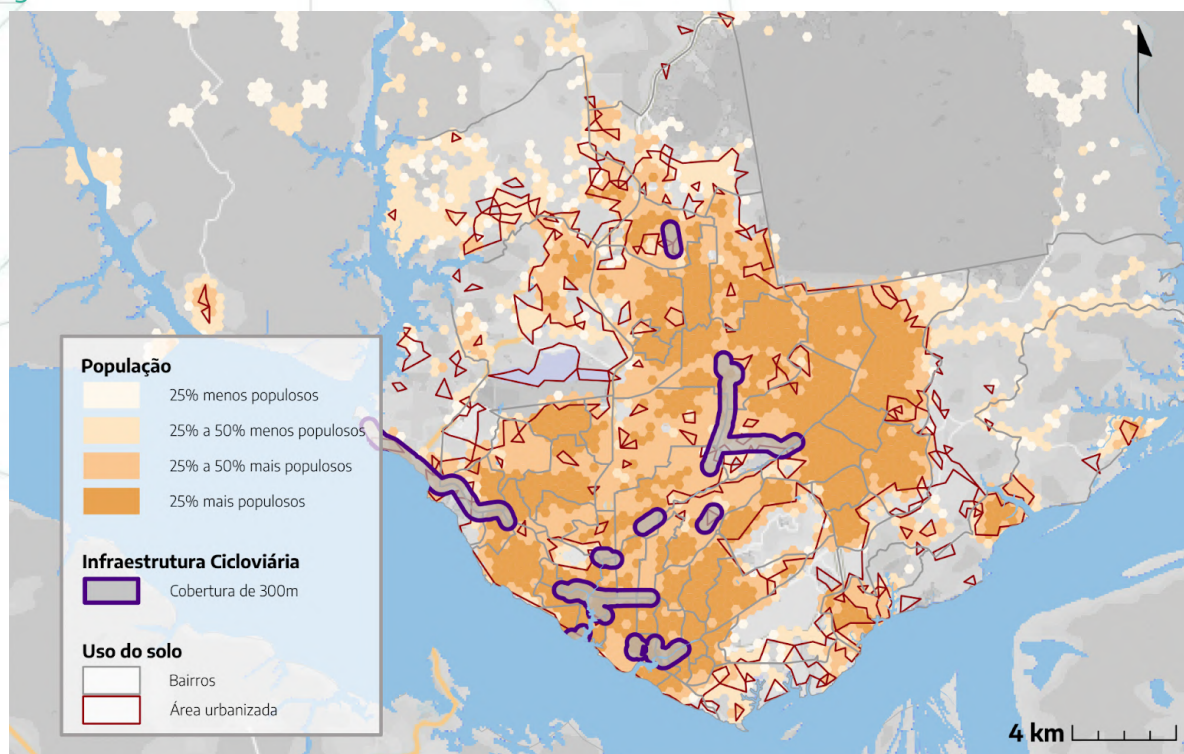 População
25% menos populosos
25% a 50% menos populosos
25% a 50% mais populosos
25% mais populosos
Infraestrutura Cicloviária
Cobertura de 300m
Uso do solo
Bairros
Área urbanizada
4 km